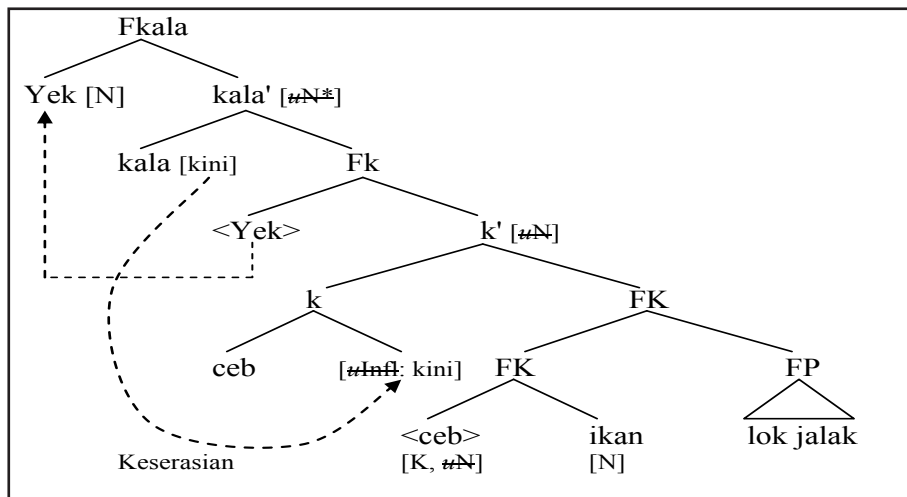 Fkala
Yek [N] kala' [uN*]
kala [kini] Fk
<Yek> k' [uN]
k FK
ceb [uInfl: kini] FK FP
<ceb> ikan lok jalak
[K, uN] [N]
Keserasian